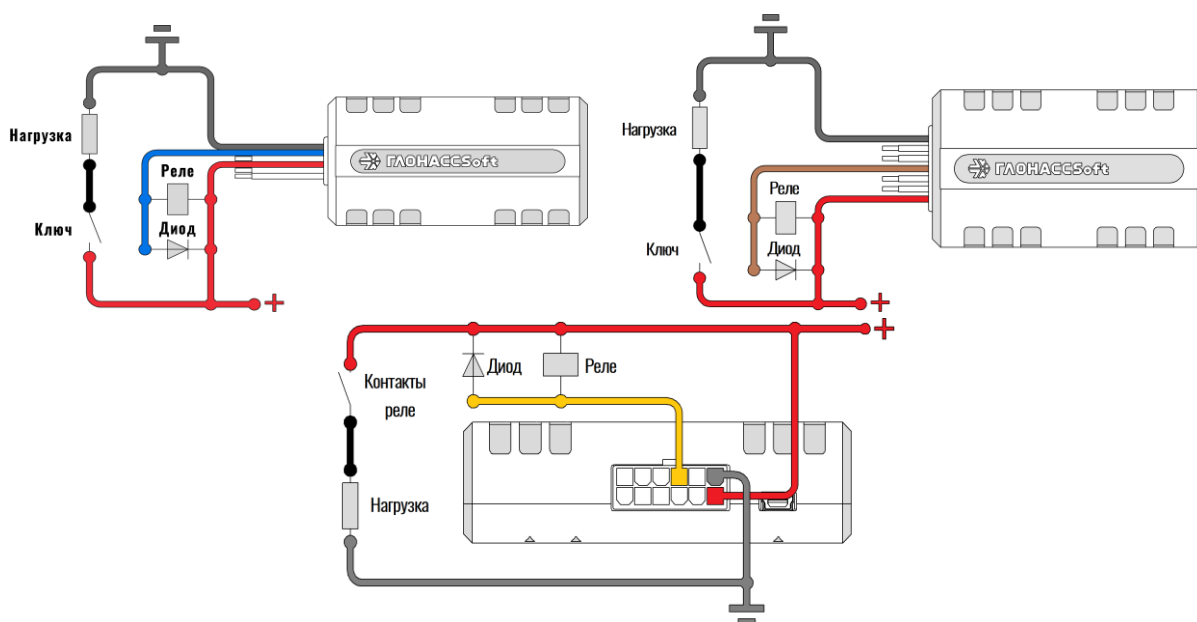 Нагрузка
Реле
Ключ
Диод
+
ГЛОНАССSoft
Нагрузка
Реле
Ключ
Диод
+
ГЛОНАССSoft
+
Диод
Реле
Контакты
реле
Нагрузка